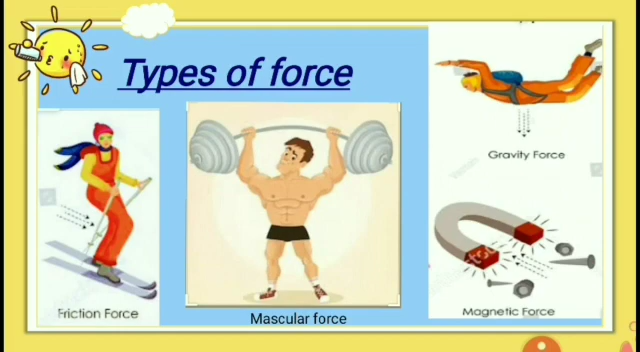 Types of force
Gravity Force
Friction Force
Mascular force
Magnetic Force